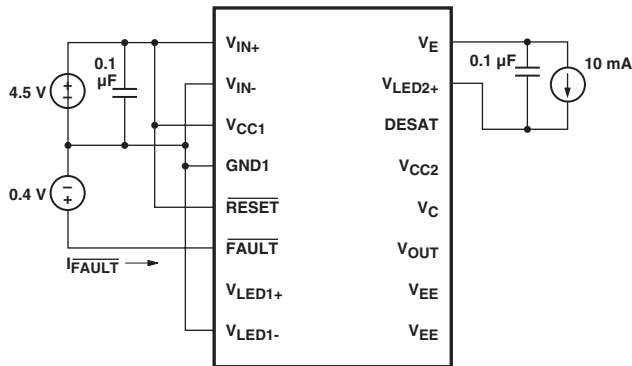 0.1
µF
4.5 V
0.4 V
I_FAULT
V_IN+
V_IN-
V_CC1
GND1
RESET
FAULT
V_LED1+
V_LED1-
V_E
V_LED2+
DESAT
V_CC2
V_C
V_OUT
V_EE
V_EE
0.1 µF
10 mA